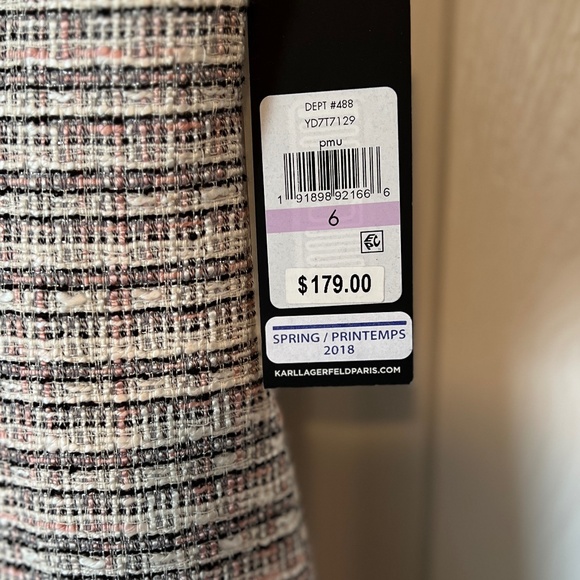 DEPT #488
YD7T7129
pmu
1 91898 92166 6
6
$179.00
SPRING / PRINTEMPS
2018
KARLLAGERFELDPARIS.COM